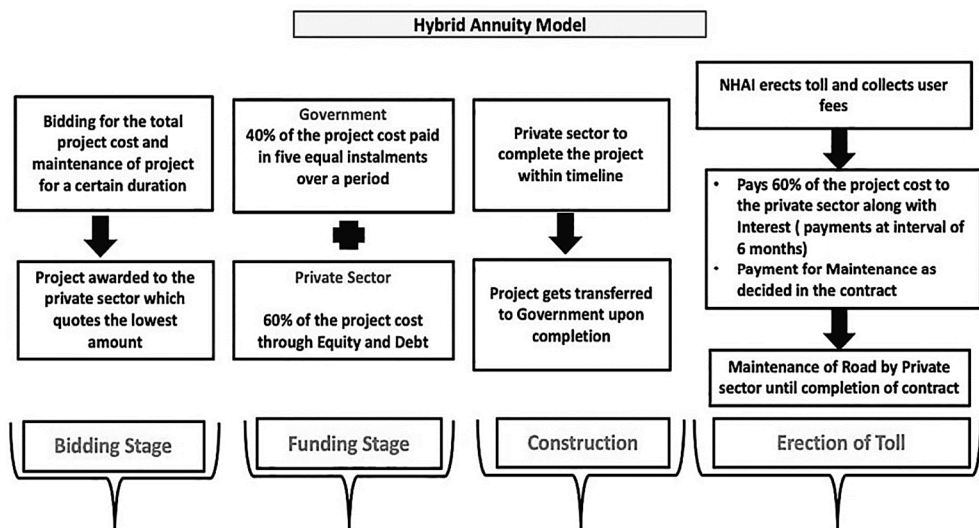 Hybrid Annuity Model
Bidding for the total
project cost and
maintenance of project
for a certain duration
Project awarded to the
private sector which
quotes the lowest
amount
Bidding Stage
Government
40% of the project cost paid
in five equal instalments
over a period
Private Sector
60% of the project cost
through Equity and Debt
Funding Stage
Private sector to
complete the project
within timeline
Project gets transferred
to Government upon
completion
Construction
NHAI erects toll and collects user
fees
• Pays 60% of the project cost to
the private sector along with
Interest ( payments at interval of
6 months)
• Payment for Maintenance as
decided in the contract
Maintenance of Road by Private
sector until completion of contract
Erection of Toll